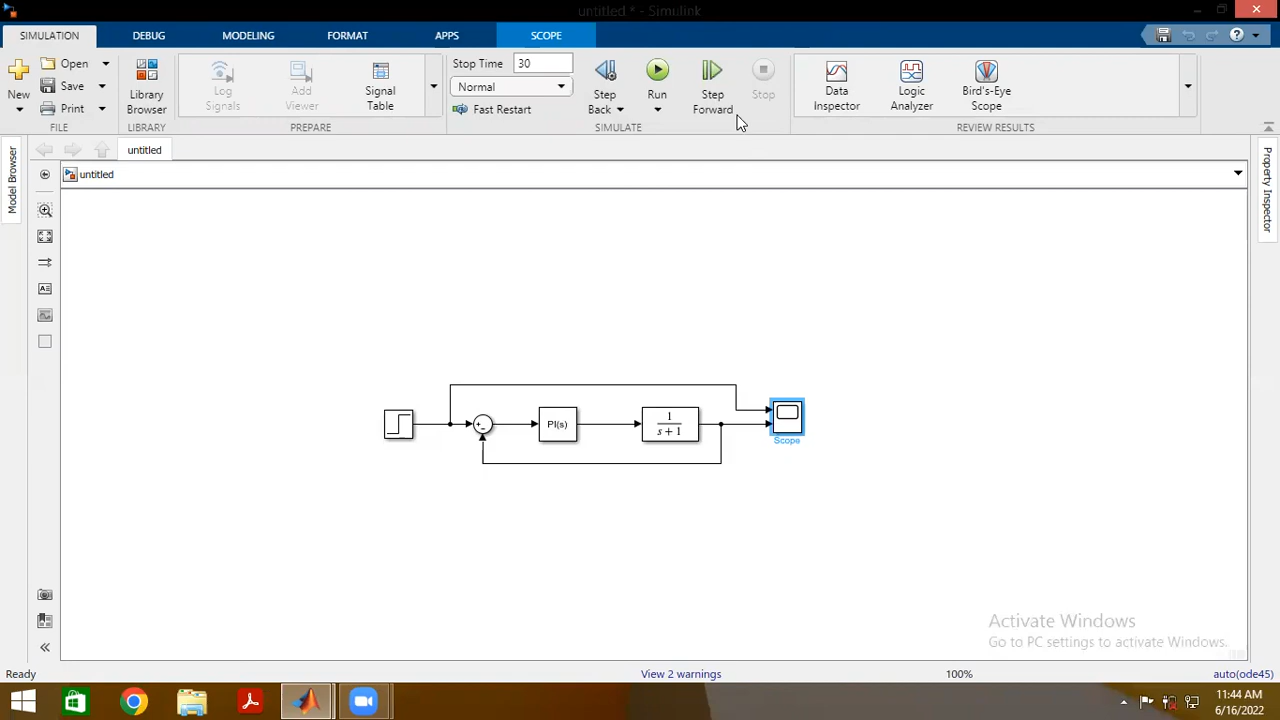 untitled * - Simulink
SIMULATION DEBUG MODELING FORMAT APPS SCOPE
New
Open
Save
Print
FILE
Library Browser
LIBRARY
Log Signals
Add Viewer
Signal Table
PREPARE
Stop Time 30
Normal
Fast Restart
Step Back
Run
Step Forward
Stop
SIMULATE
Data Inspector
Logic Analyzer
Bird's-Eye Scope
REVIEW RESULTS
untitled
untitled
Model Browser
Property Inspector
+
-
PI(s)
1
s + 1
Scope
Activate Windows
Go to PC settings to activate Windows.
Ready
View 2 warnings
100%
auto(ode45)
11:44 AM
6/16/2022